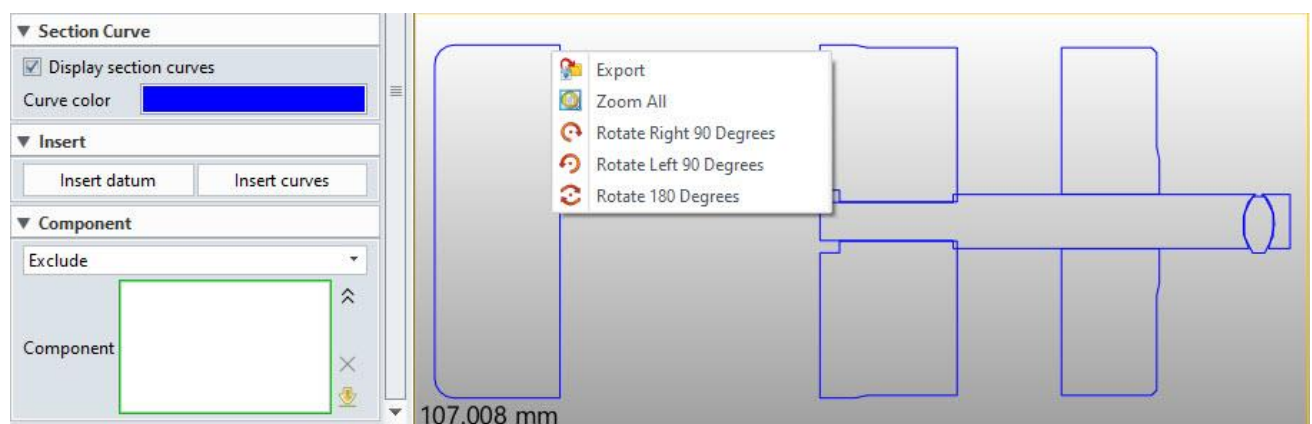 Section Curve
Display section curves
Curve color
Insert
Insert datum
Insert curves
Component
Exclude
Component
Export
Zoom All
Rotate Right 90 Degrees
Rotate Left 90 Degrees
Rotate 180 Degrees
107.008 mm